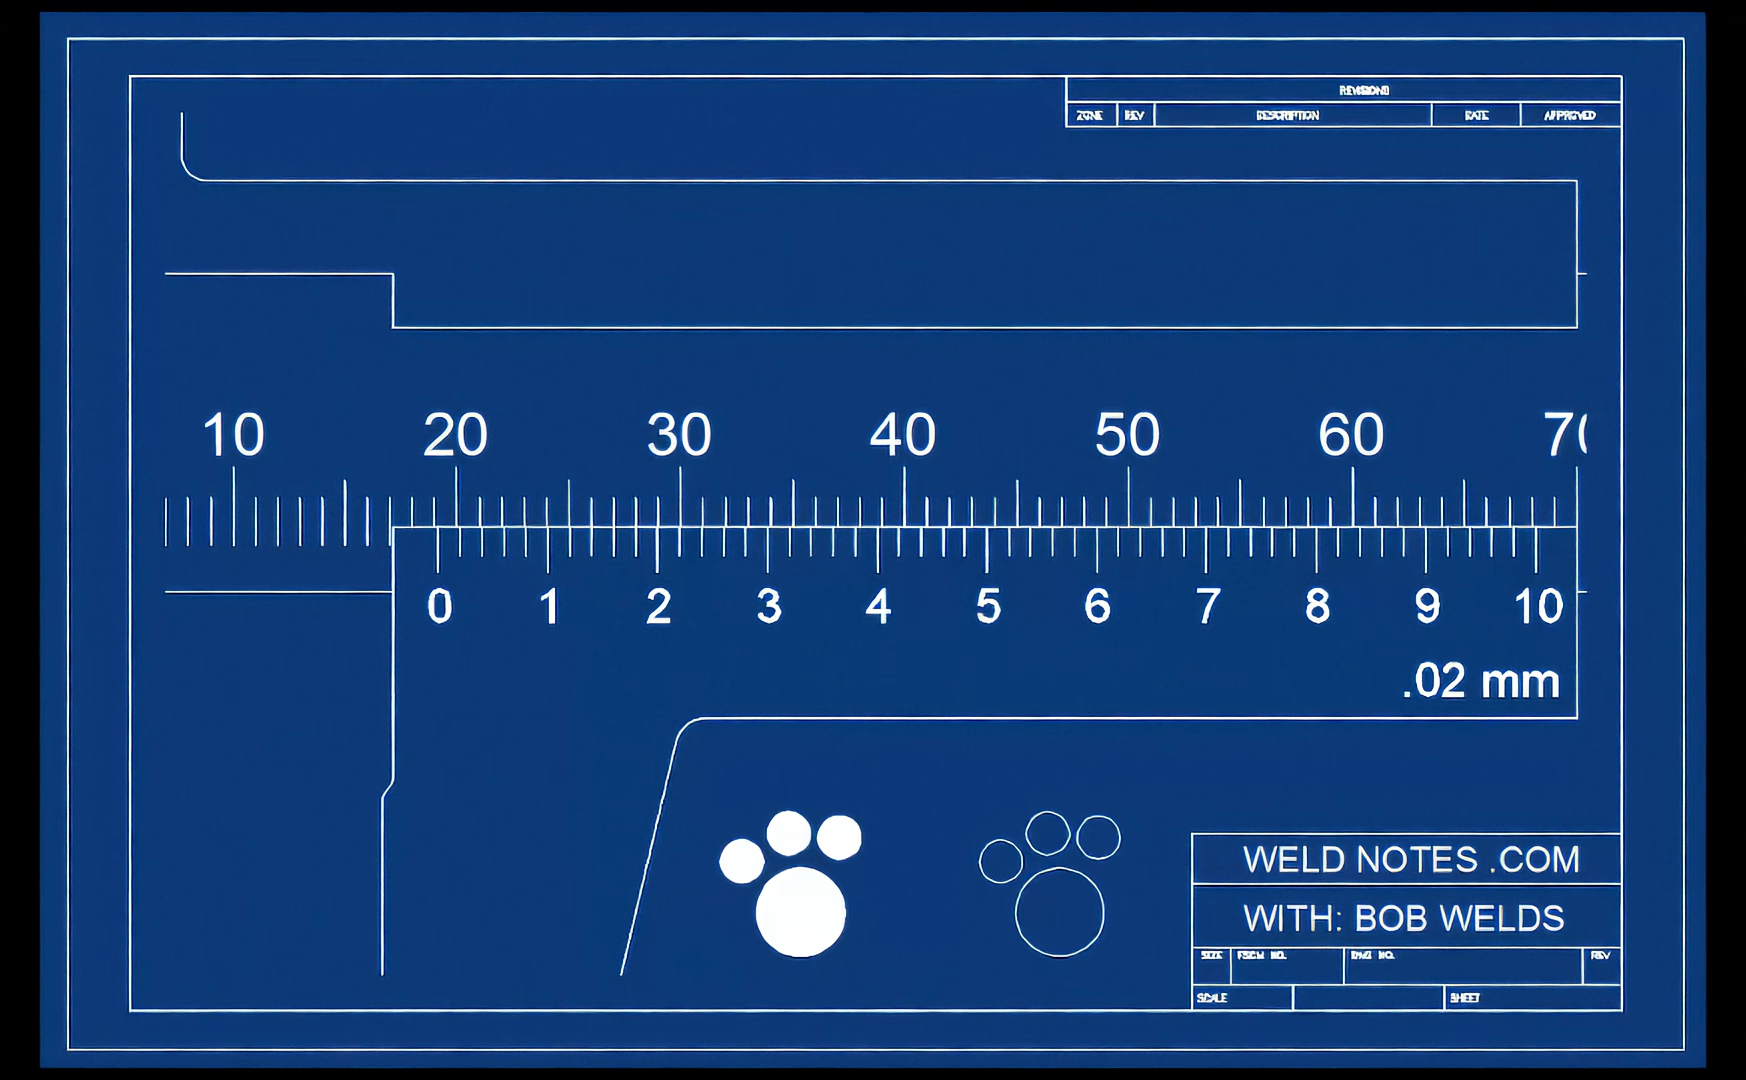 REVISIONS
ZONE REV DESCRIPTION DATE APPROVED
10 20 30 40 50 60 70
0 1 2 3 4 5 6 7 8 9 10
.02 mm
WELD NOTES .COM
WITH: BOB WELDS
SIZE FSCM NO. DWG NO. REV
SCALE SHEET